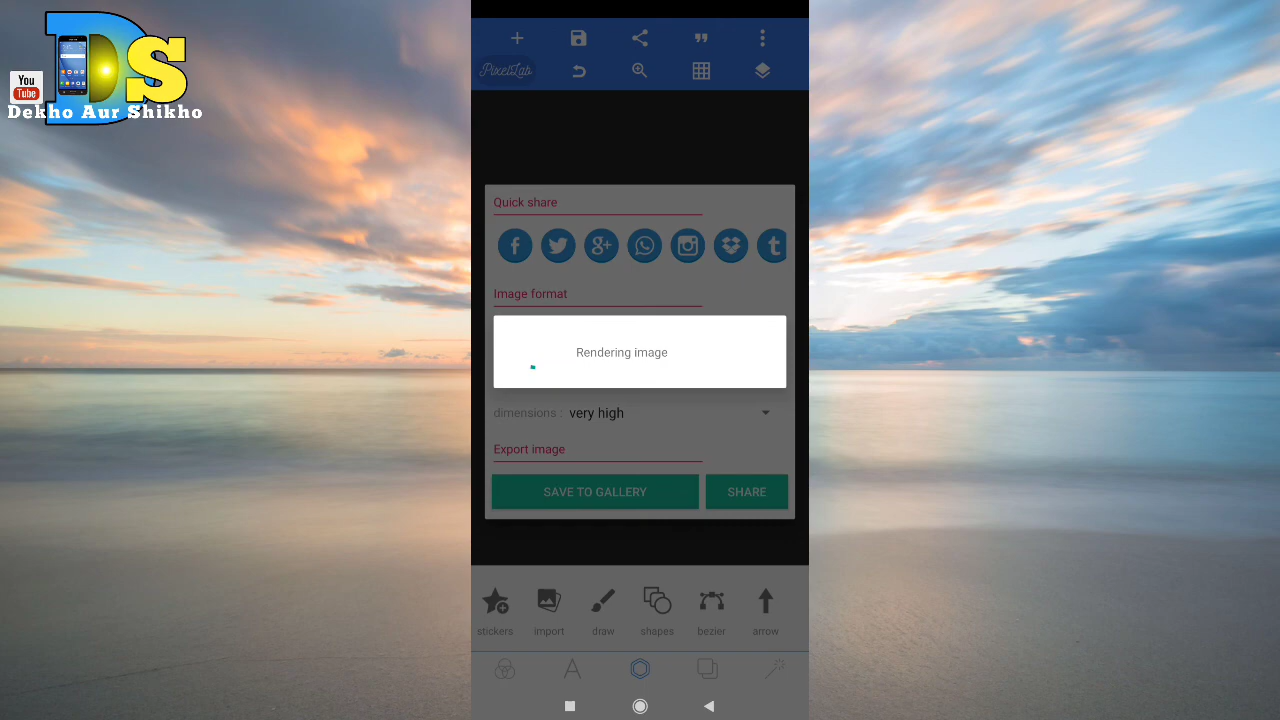 DS
You
Tube
Dekho Aur Shikho
PixelLab
Quick share
Image format
Rendering image
dimensions : very high
Export image
SAVE TO GALLERY
SHARE
stickers
import
draw
shapes
bezier
arrow